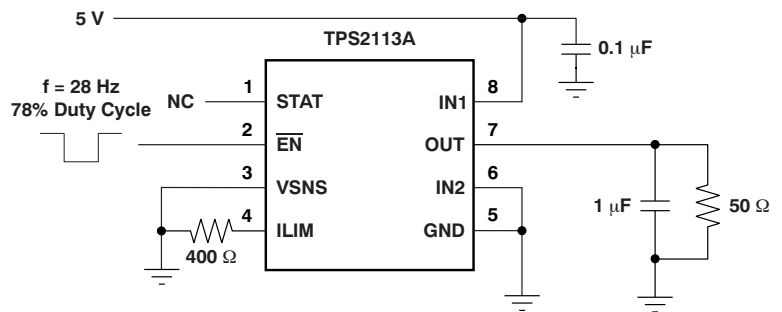 5 V
TPS2113A
0.1 μF
f = 28 Hz
78% Duty Cycle
NC
1
STAT
IN1
8
2
EN
OUT
7
3
VSNS
IN2
6
4
ILIM
GND
5
400 Ω
1 μF
50 Ω